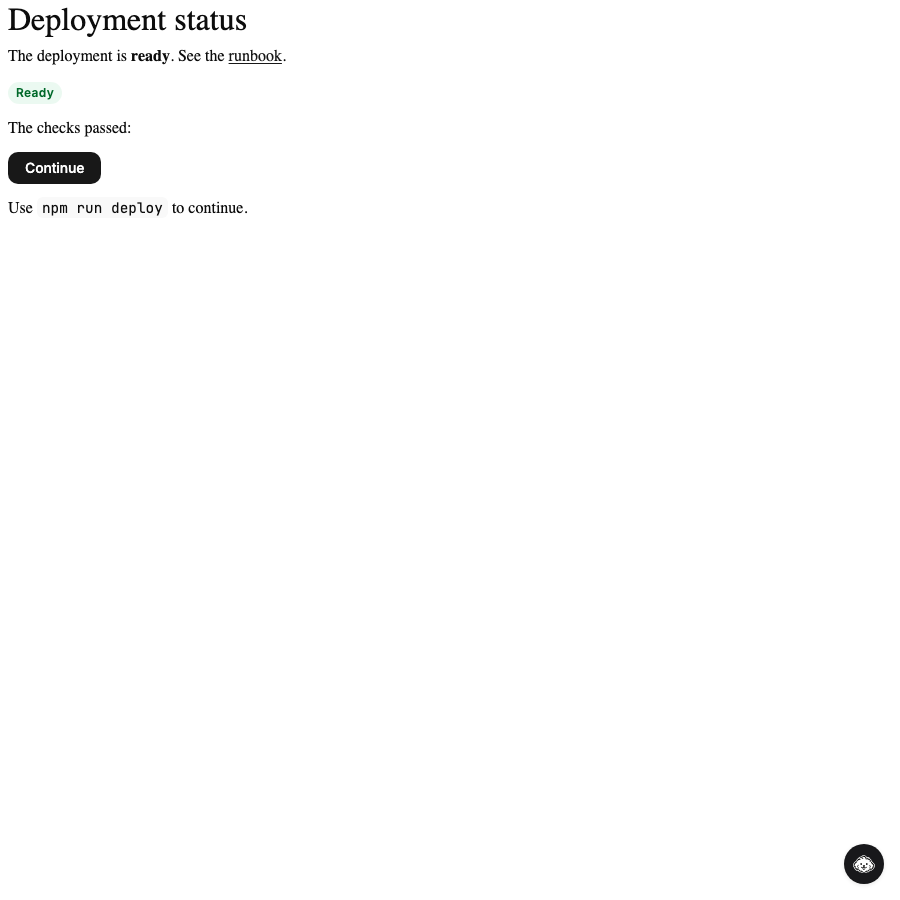 Deployment status
The deployment is ready. See the runbook.
Ready
The checks passed:
Continue
Use npm run deploy to continue.